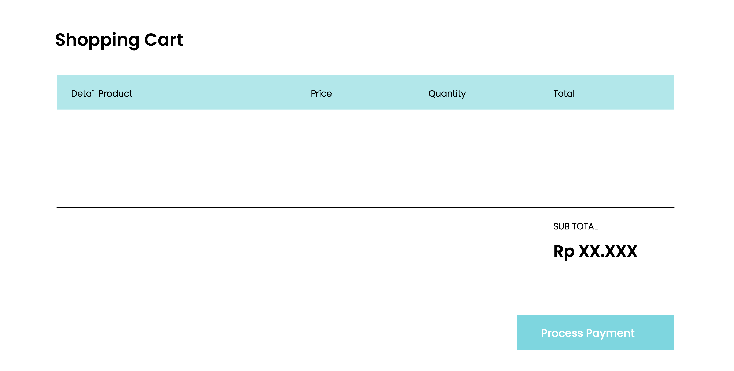 Shopping Cart
Detail Product Price Quantity Total
SUB TOTAL
Rp XX.XXX
Process Payment